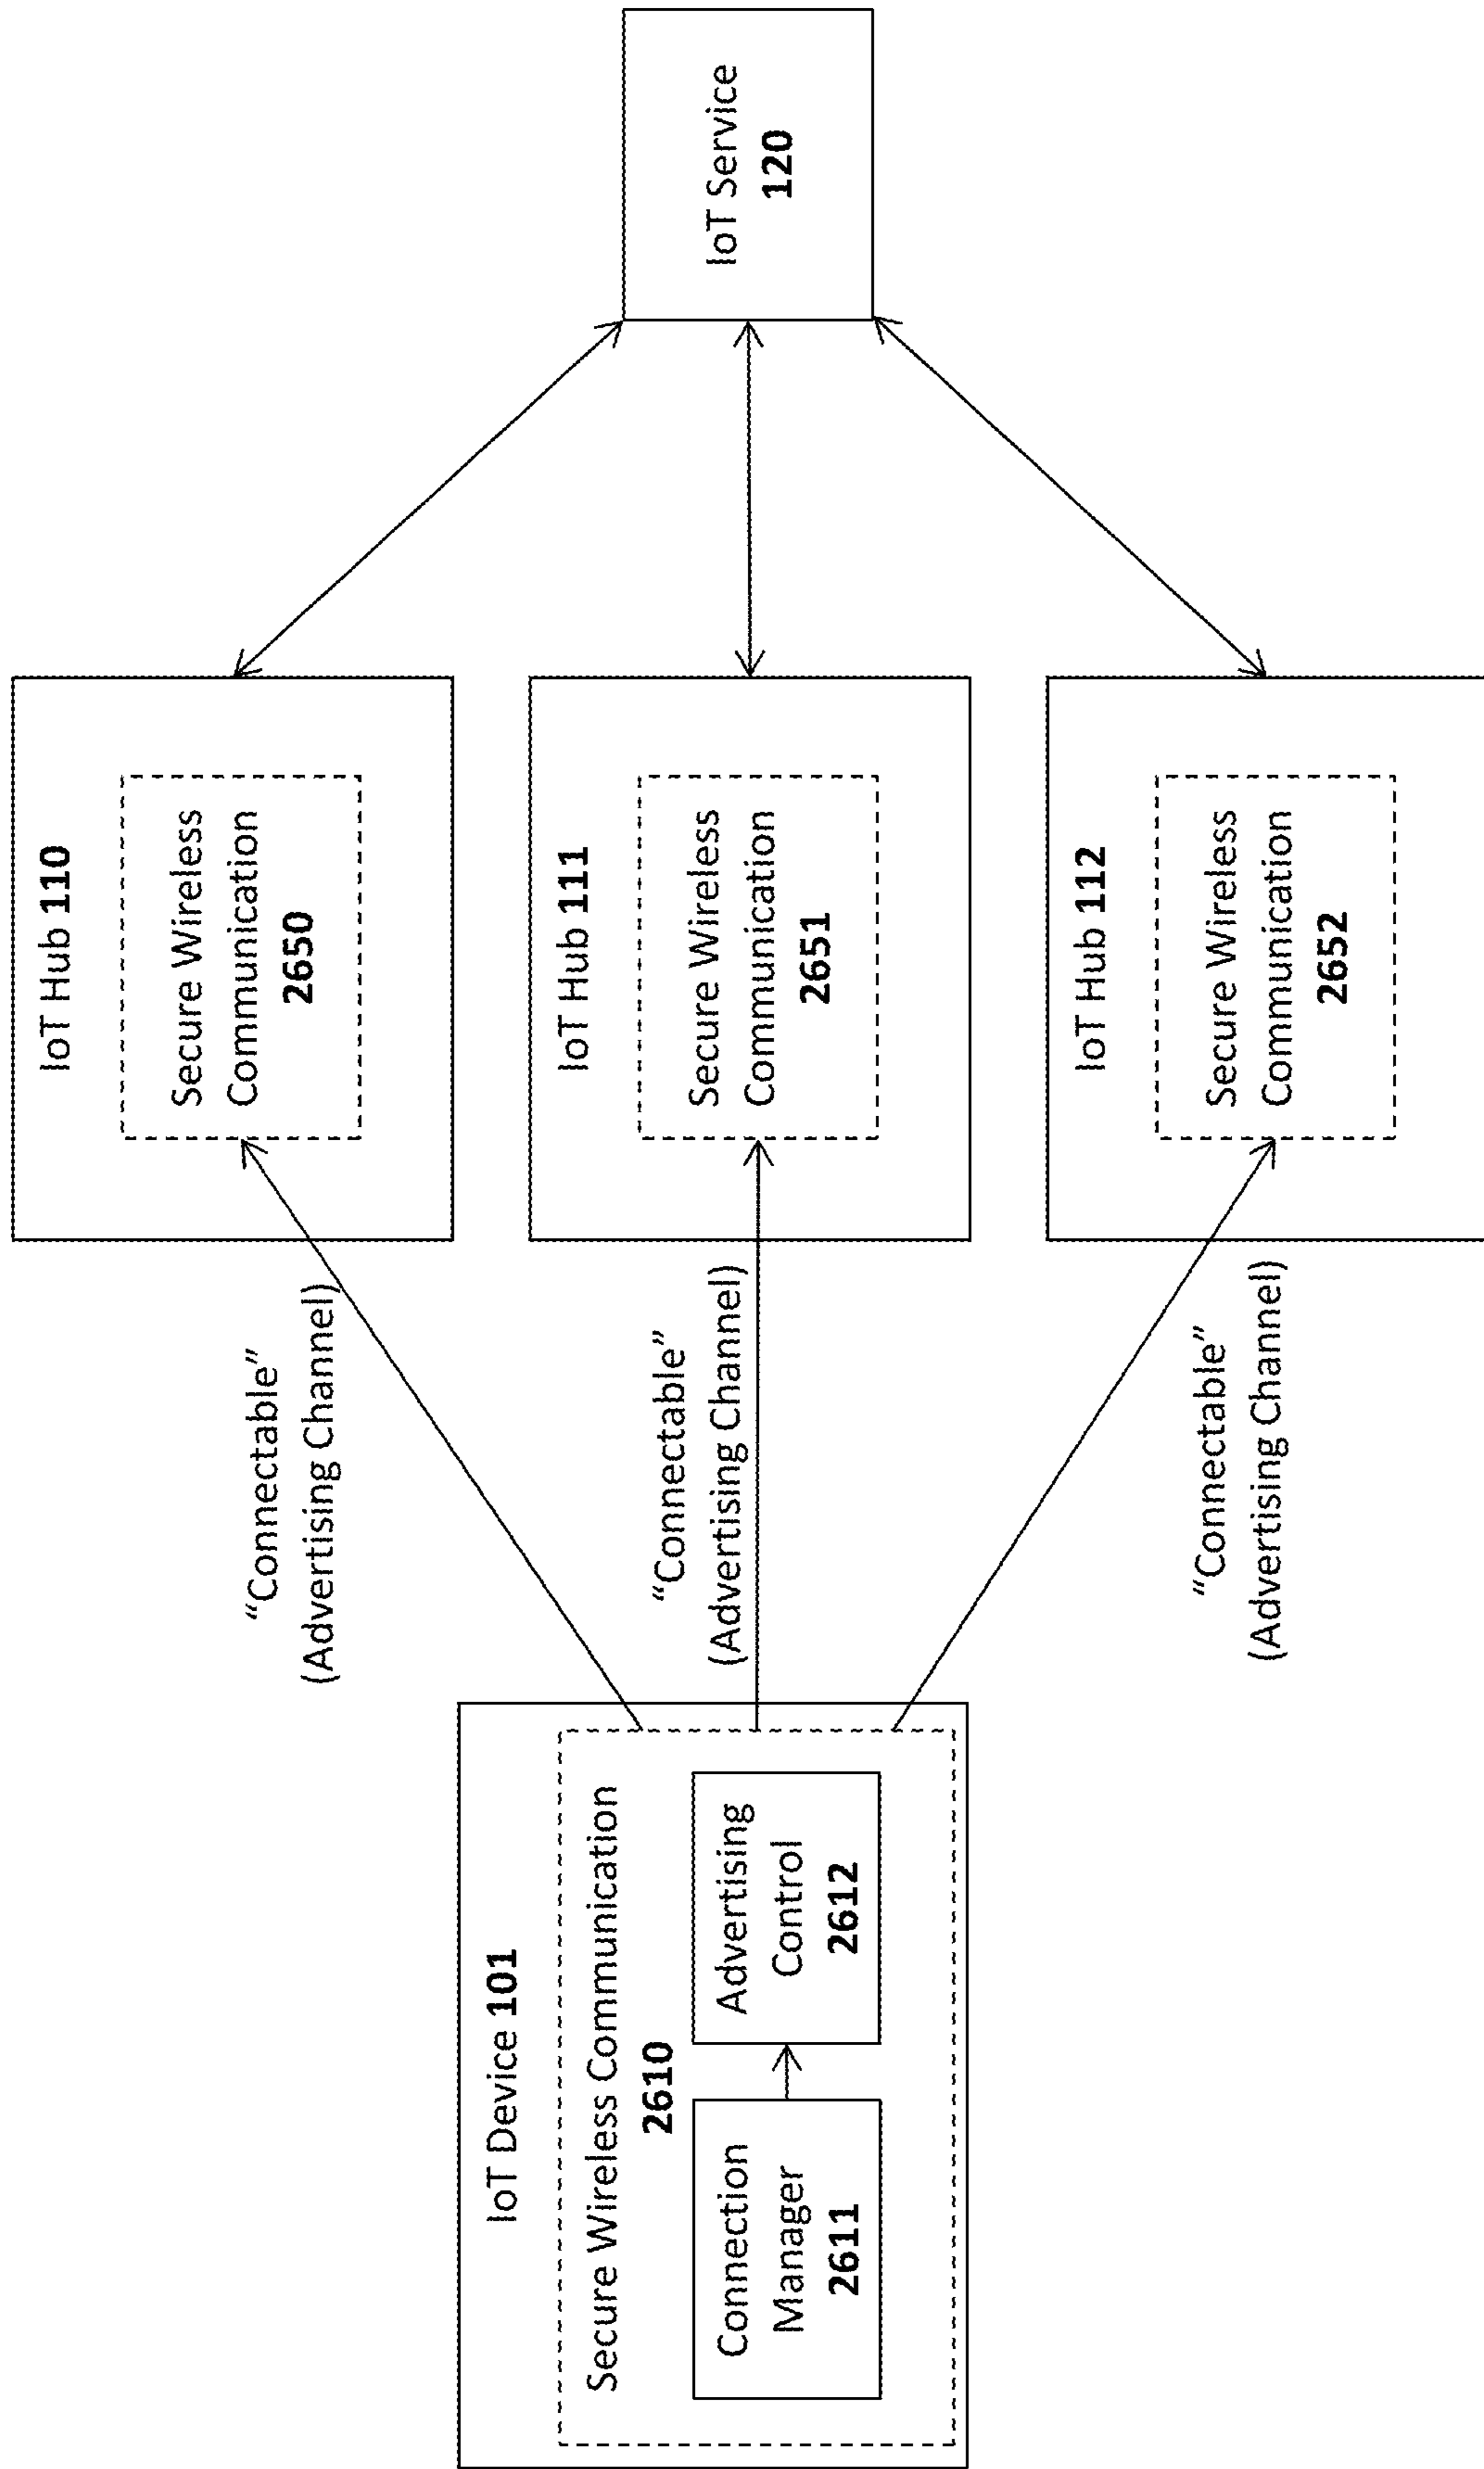 IoT Device 101
Secure Wireless Communication
2610
Connection
Manager
2611
Advertising
Control
2612
“Connectable”
(Advertising Channel)
“Connectable”
(Advertising Channel)
“Connectable”
(Advertising Channel)
IoT Hub 110
Secure Wireless
Communication
2650
IoT Hub 111
Secure Wireless
Communication
2651
IoT Hub 112
Secure Wireless
Communication
2652
IoT Service
120